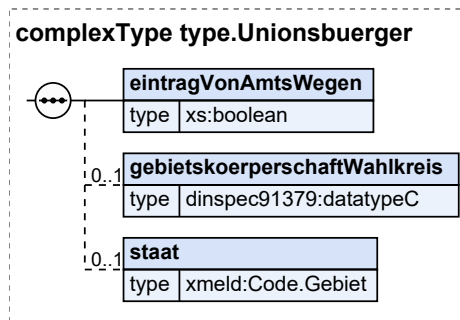 complexType type.Unionsbuerger
eintragVonAmtsWegen
type xs:boolean
0..1
gebietskoerperschaftWahlkreis
type dinspec91379:datatypeC
0..1
staat
type xmeld:Code.Gebiet